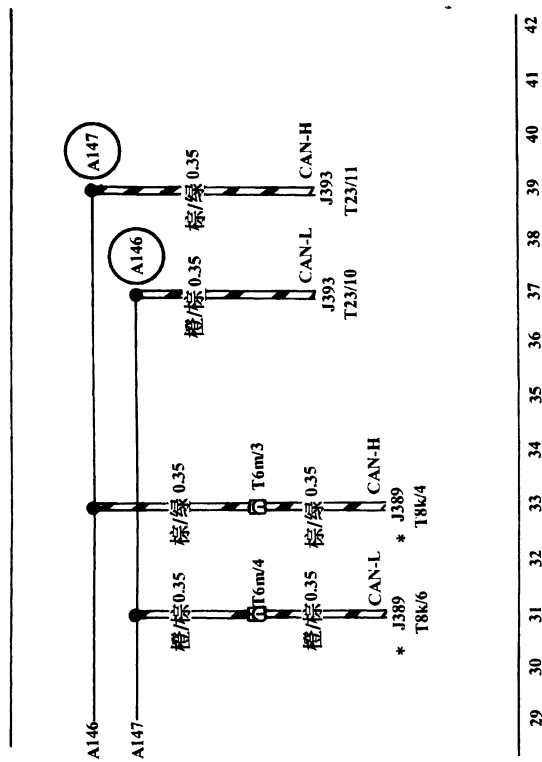 A146
A147
橙/棕0.35
T6m/4
橙/棕 0.35
CAN-L
* J389
T8k/6
棕/绿 0.35
T6m/3
棕/绿 0.35
CAN-H
* J389
T8k/4
A146
橙/棕 0.35
CAN-L
J393
T23/10
A147
棕/绿 0.35
CAN-H
J393
T23/11
29 30 31 32 33 34 35 36 37 38 39 40 41 42